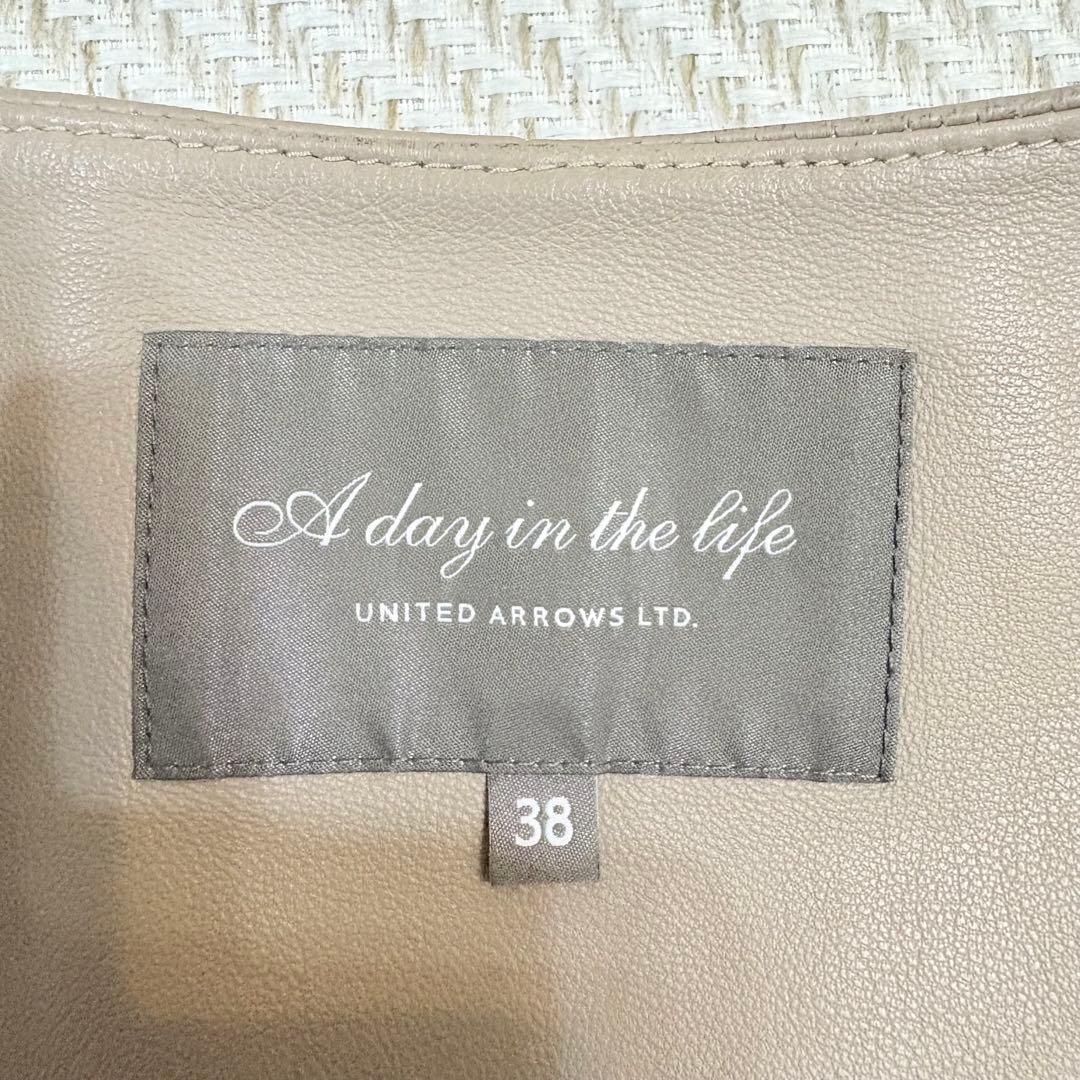 A day in the life
UNITED ARROWS LTD.
38